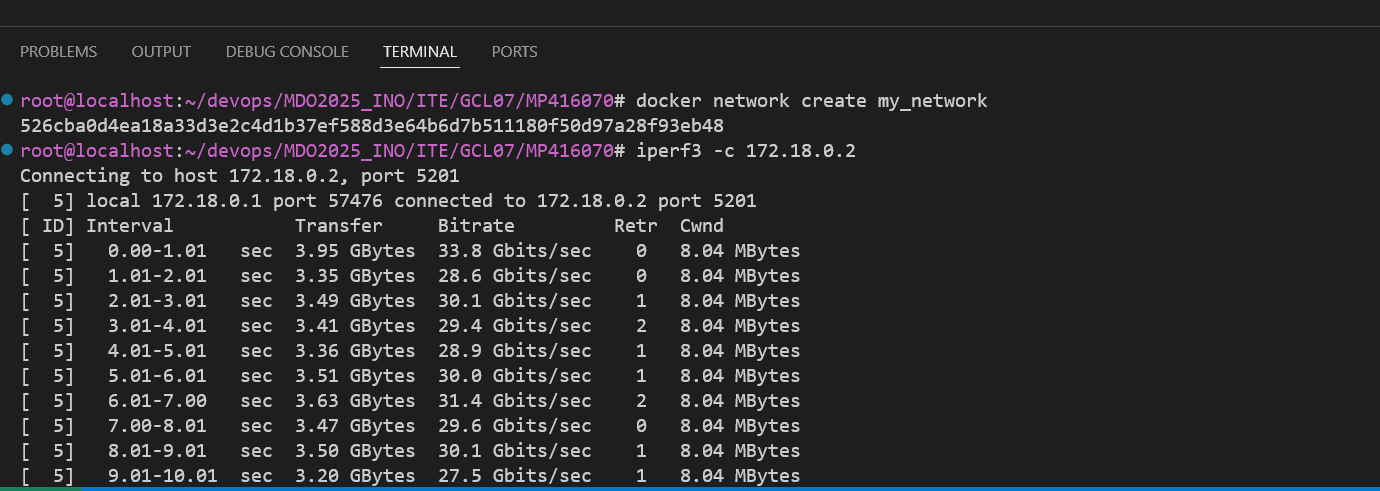 PROBLEMS OUTPUT DEBUG CONSOLE TERMINAL PORTS
root@localhost:~/devops/MDO2025_INO/ITE/GCL07/MP416070# docker network create my_network
526cba0d4ea18a33d3e2c4d1b37ef588d3e64b6d7b511180f50d97a28f93eb48
root@localhost:~/devops/MDO2025_INO/ITE/GCL07/MP416070# iperf3 -c 172.18.0.2
Connecting to host 172.18.0.2, port 5201
[  5] local 172.18.0.1 port 57476 connected to 172.18.0.2 port 5201
[ ID] Interval           Transfer     Bitrate         Retr  Cwnd
[  5]   0.00-1.01   sec  3.95 GBytes  33.8 Gbits/sec    0   8.04 MBytes
[  5]   1.01-2.01   sec  3.35 GBytes  28.6 Gbits/sec    0   8.04 MBytes
[  5]   2.01-3.01   sec  3.49 GBytes  30.1 Gbits/sec    1   8.04 MBytes
[  5]   3.01-4.01   sec  3.41 GBytes  29.4 Gbits/sec    2   8.04 MBytes
[  5]   4.01-5.01   sec  3.36 GBytes  28.9 Gbits/sec    1   8.04 MBytes
[  5]   5.01-6.01   sec  3.51 GBytes  30.0 Gbits/sec    1   8.04 MBytes
[  5]   6.01-7.00   sec  3.63 GBytes  31.4 Gbits/sec    2   8.04 MBytes
[  5]   7.00-8.01   sec  3.47 GBytes  29.6 Gbits/sec    0   8.04 MBytes
[  5]   8.01-9.01   sec  3.50 GBytes  30.1 Gbits/sec    1   8.04 MBytes
[  5]   9.01-10.01  sec  3.20 GBytes  27.5 Gbits/sec    1   8.04 MBytes